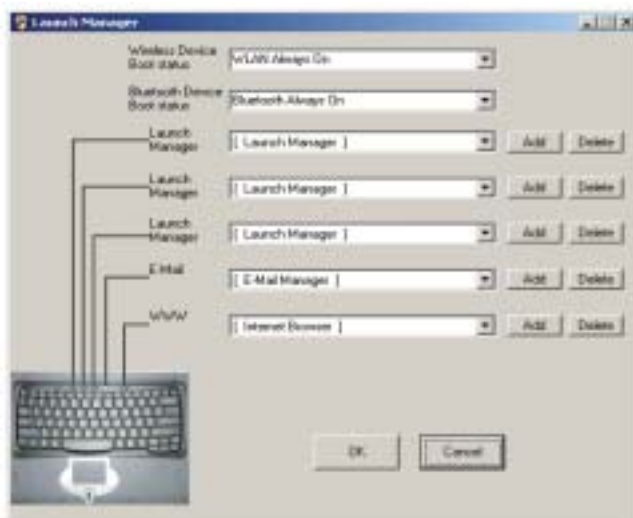 Launch Manager
Wireless Device
Boot status
WLAN Always On
Bluetooth Device
Boot status
Bluetooth Always On
Launch
Manager
[ Launch Manager ]
Add
Delete
Launch
Manager
[ Launch Manager ]
Add
Delete
Launch
Manager
[ Launch Manager ]
Add
Delete
E-Mail
[ E-Mail Manager ]
Add
Delete
WWW
[ Internet Browser ]
Add
Delete
OK
Cancel